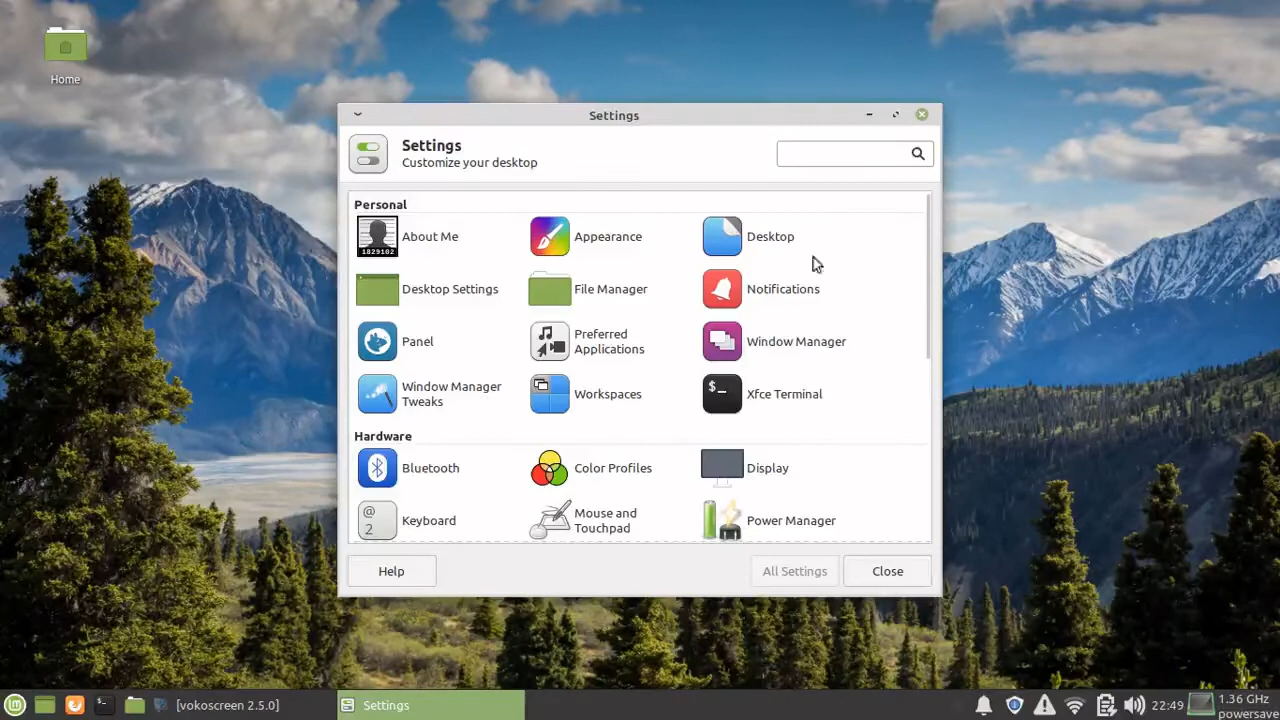 Home
Settings
Settings
Customize your desktop
Personal
1829102
About Me
Appearance
Desktop
Desktop Settings
File Manager
Notifications
Panel
Preferred
Applications
Window Manager
Window Manager
Tweaks
Workspaces
$_
Xfce Terminal
Hardware
Bluetooth
Color Profiles
Display
@
2
Keyboard
Mouse and
Touchpad
Power Manager
Help
All Settings
Close
$_
[vokoscreen 2.5.0]
Settings
22:49
1.36 GHz
powersave